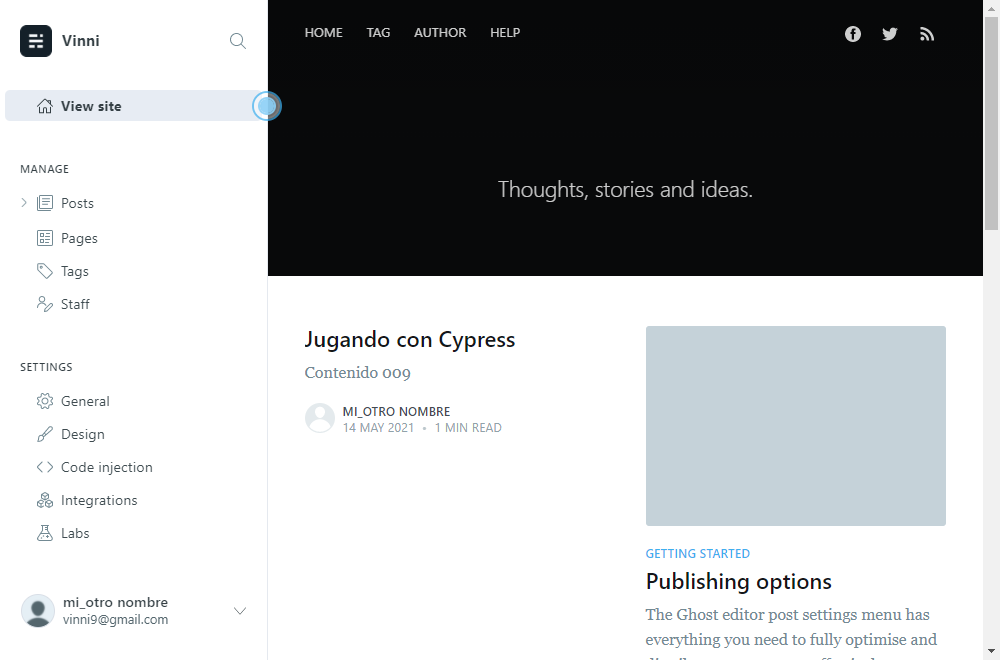 Vinni
View site
MANAGE
Posts
Pages
Tags
Staff
SETTINGS
General
Design
Code injection
Integrations
Labs
mi_otro nombre
vinni9@gmail.com
HOME TAG AUTHOR HELP
Thoughts, stories and ideas.
Jugando con Cypress
Contenido 009
MI_OTRO NOMBRE
14 MAY 2021 • 1 MIN READ
GETTING STARTED
Publishing options
The Ghost editor post settings menu has
everything you need to fully optimise and